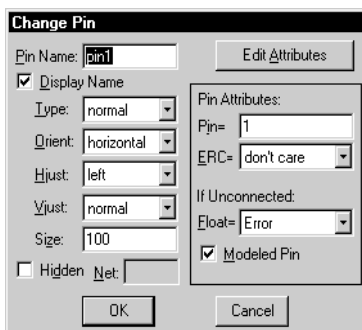 Change Pin
Pin Name: pin1
Edit Attributes
Display Name
Type: normal
Orient: horizontal
Hjust: left
Vjust: normal
Size: 100
Hidden Net:
Pin Attributes:
Pin= 1
ERC= don't care
If Unconnected:
Float= Error
Modeled Pin
OK
Cancel